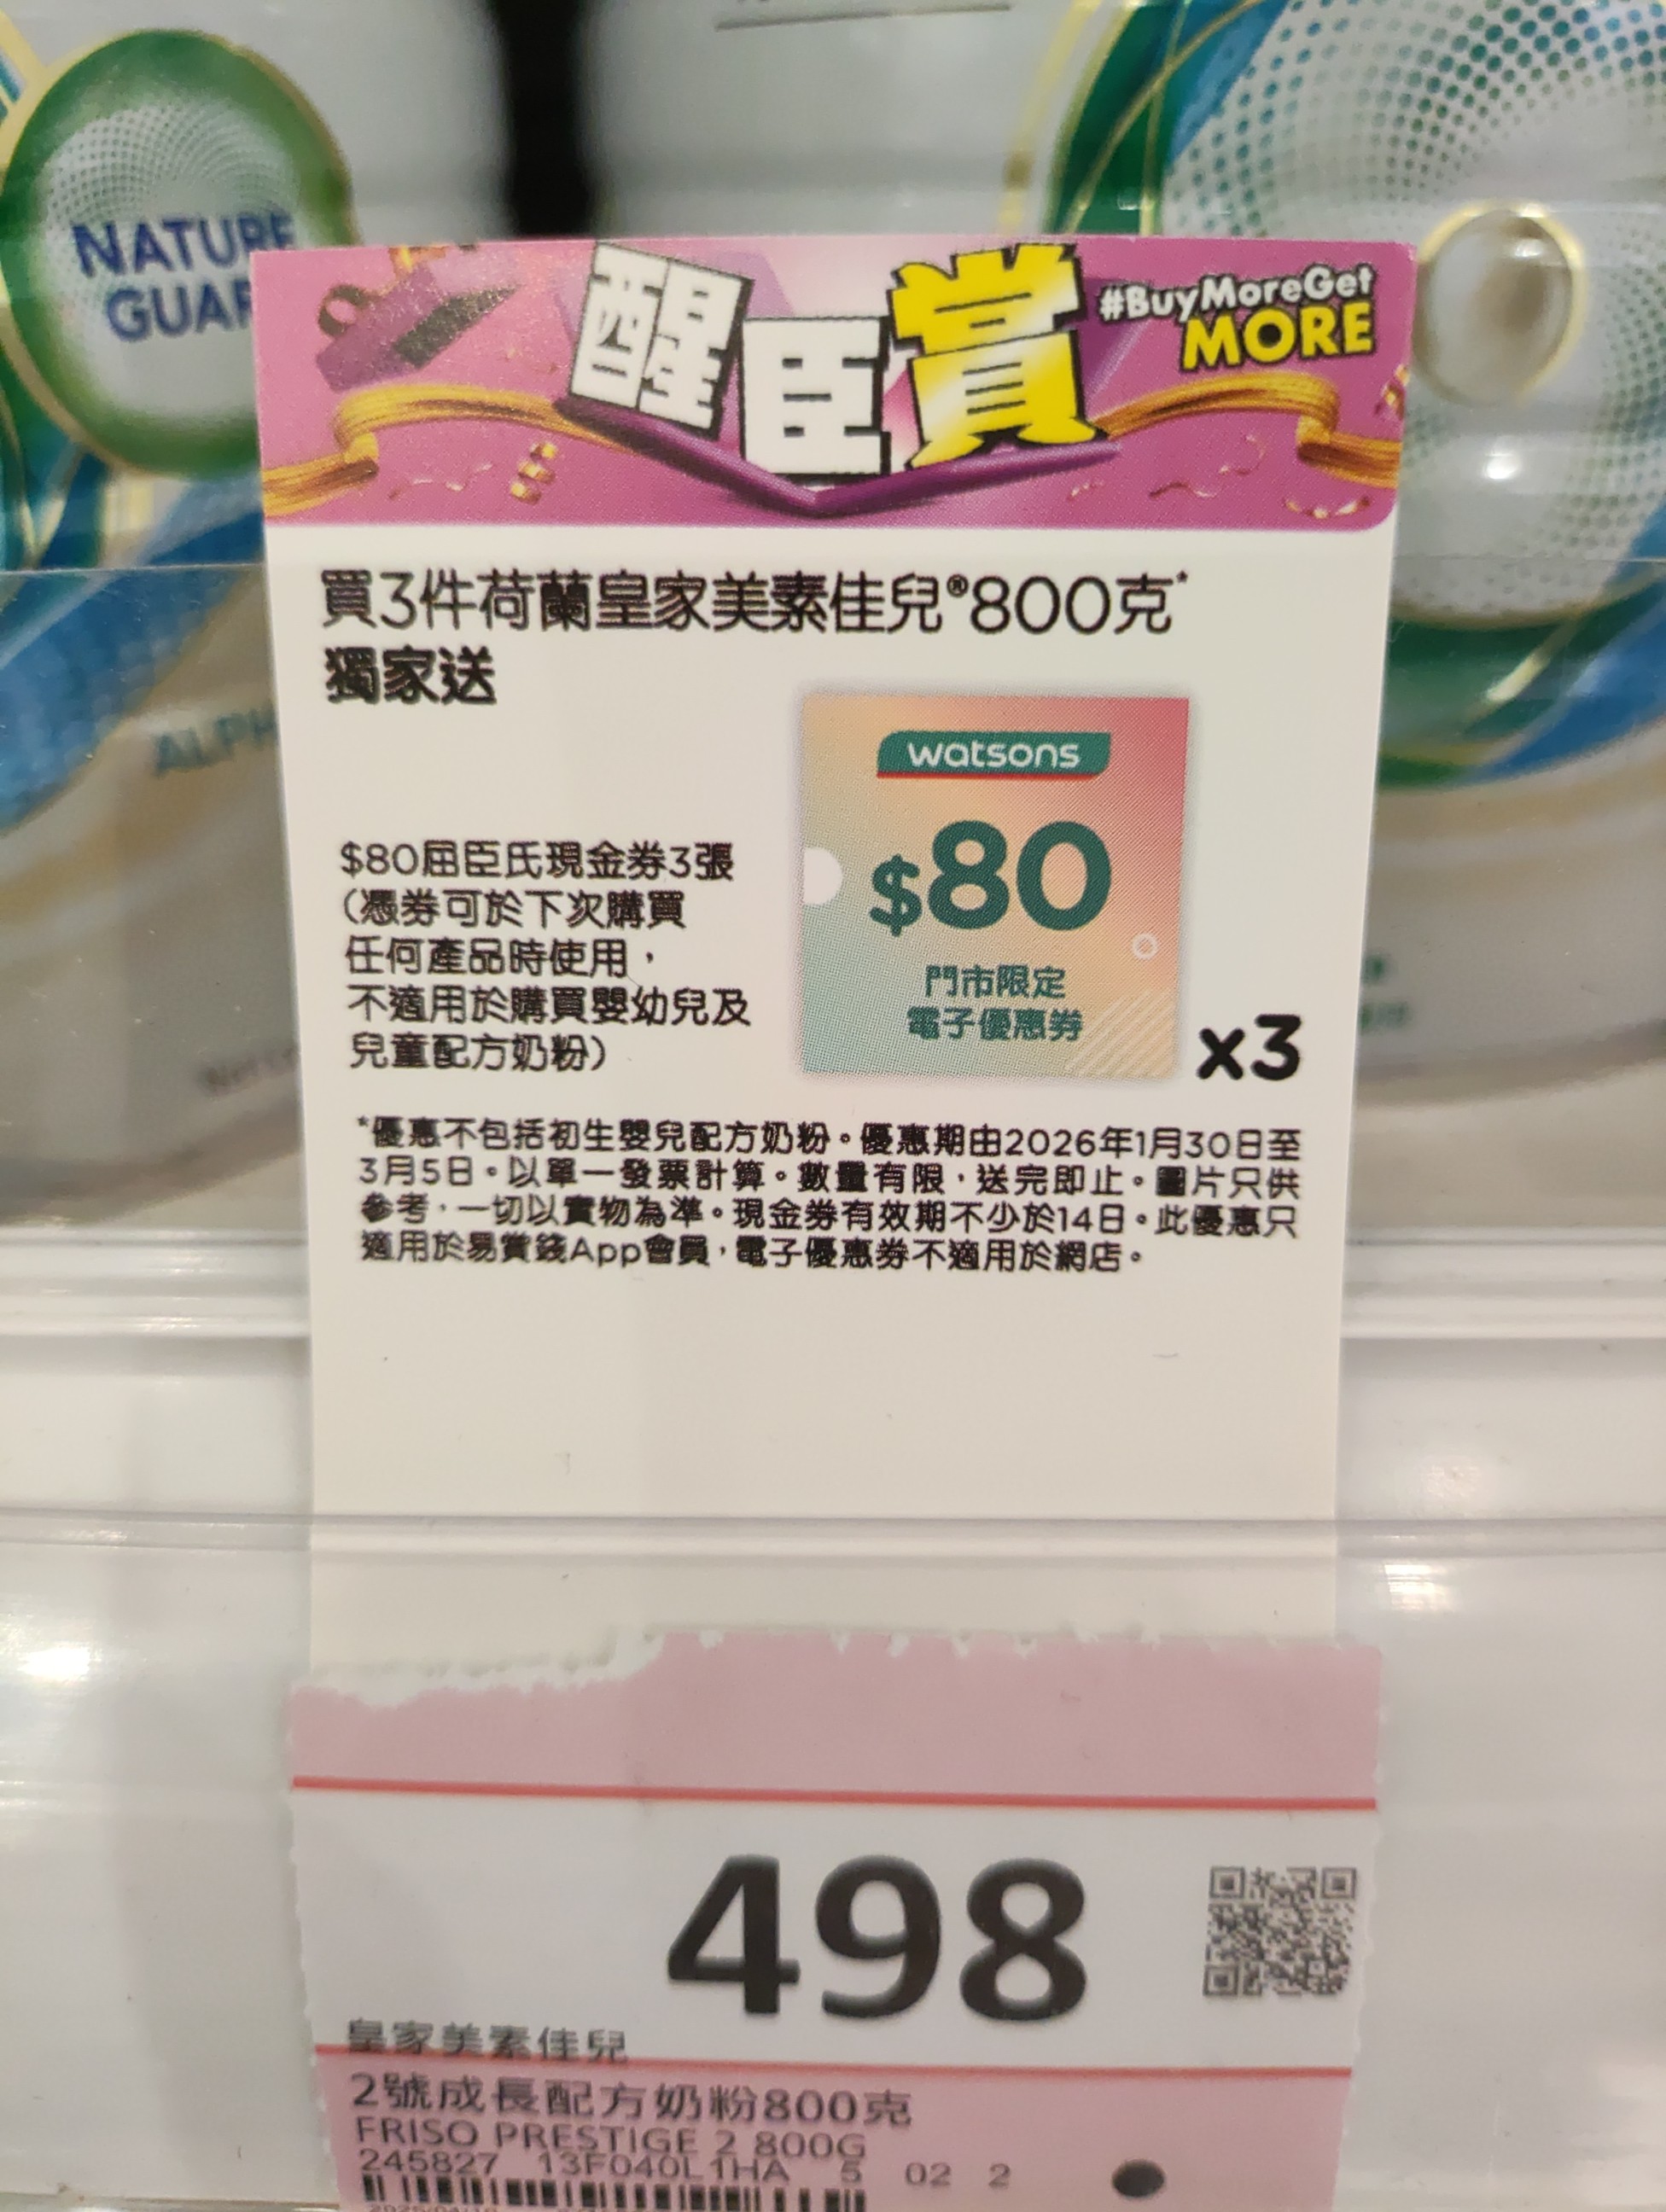 NATURE
醒臣賞
#BuyMoreGet
MORE
買3件荷蘭皇家美素佳兒®800克*
獨家送
watsons
$80
門市限定
電子優惠券
x3
$80屈臣氏現金券3張
(憑券可於下次購買
任何產品時使用，
不適用於購買嬰幼兒及
兒童配方奶粉)
*優惠不包括初生嬰兒配方奶粉。優惠期由2026年1月30日至
3月5日。以單一發票計算。數量有限，送完即止。圖片只供
參考，一切以實物為準。現金券有效期不少於14日。此優惠只
適用於易賞錢App會員，電子優惠券不適用於網店。
498
皇家美素佳兒
2號成長配方奶粉800克
FRISO PRESTIGE 2 800G
245827 13F040L1HA 5 02 2